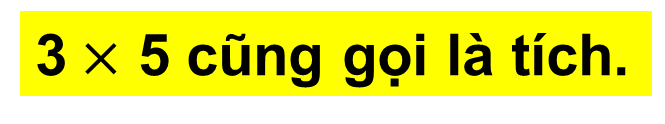 3 × 5 cũng gọi là tích.